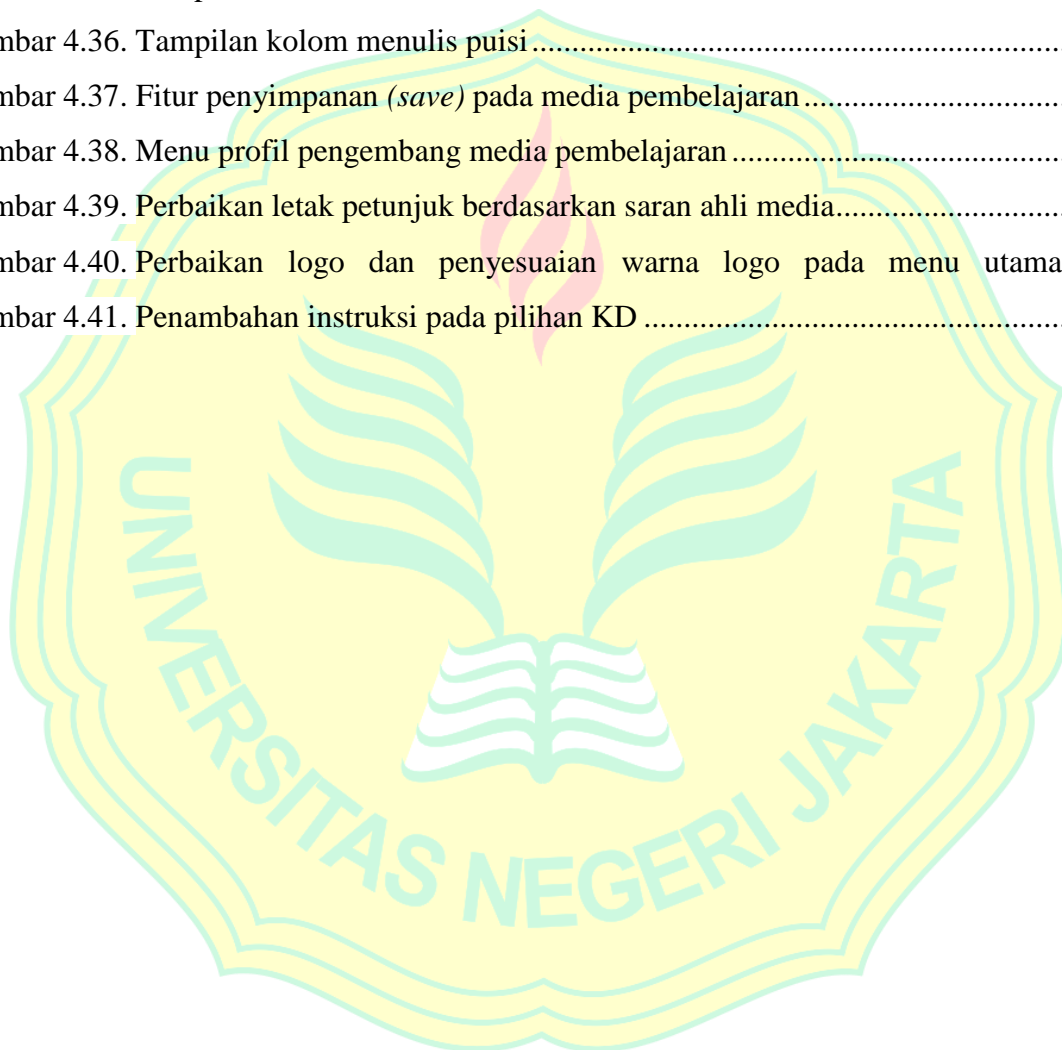 mbar 4.36. Tampilan kolom menulis puisi..........................................................................
mbar 4.37. Fitur penyimpanan (save) pada media pembelajaran.......................................
mbar 4.38. Menu profil pengembang media pembelajaran................................................
mbar 4.39. Perbaikan letak petunjuk berdasarkan saran ahli media...................................
mbar 4.40. Perbaikan logo dan penyesuaian warna logo pada menu utama
mbar 4.41. Penambahan instruksi pada pilihan KD...........................................................
UNIVERSITAS NEGERI JAKARTA